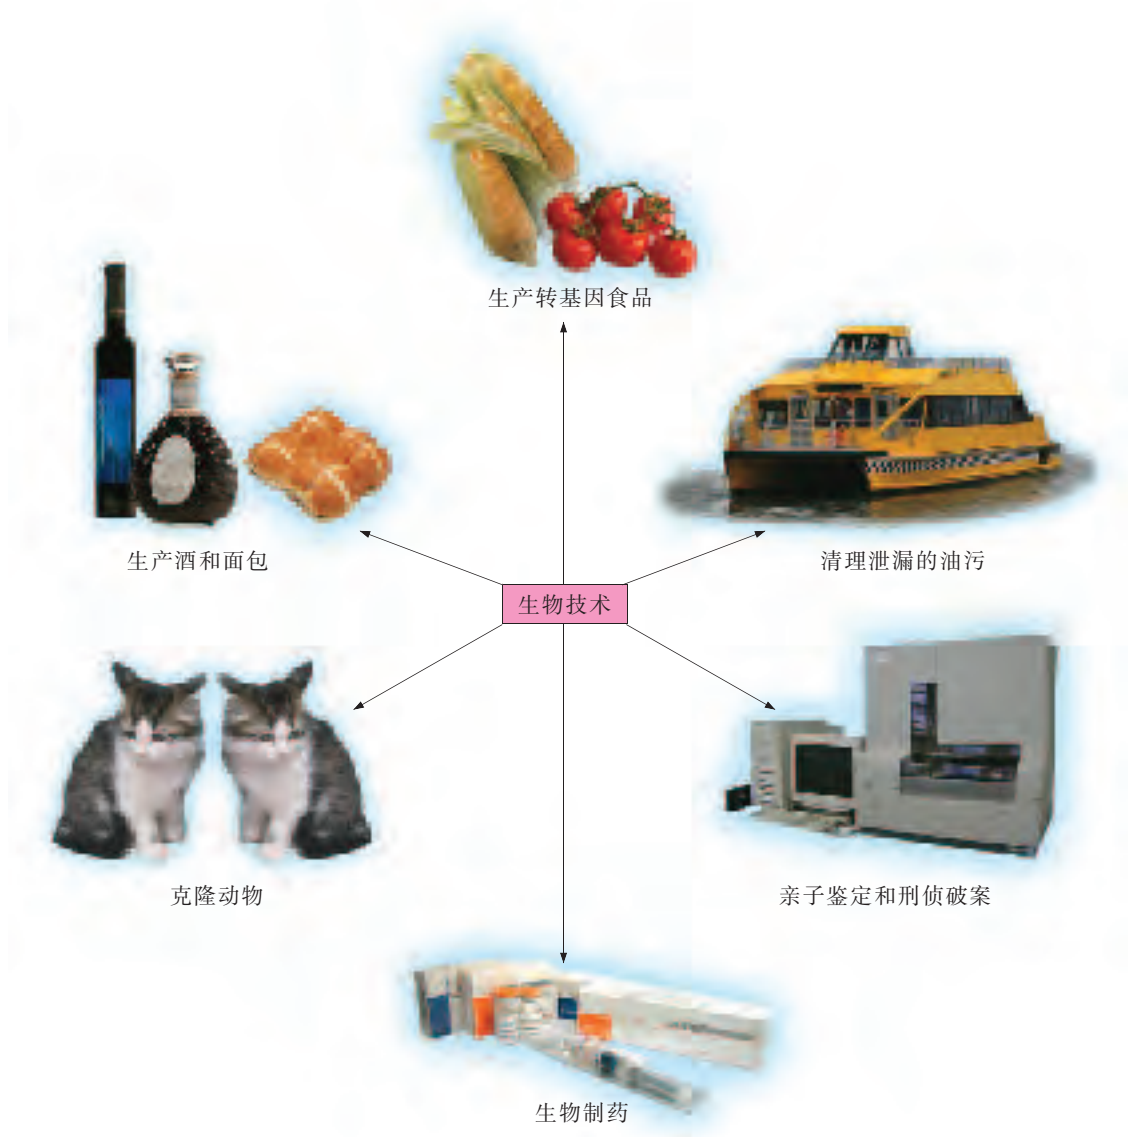 生产转基因食品
生产酒和面包
清理泄漏的油污
生物技术
克隆动物
亲子鉴定和刑侦破案
生物制药